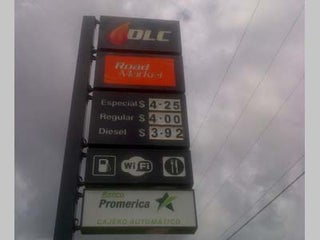 DLC
Road
Market
Especial $ 4.25
Regular $ 4.00
Diesel $ 3.92
WiFi
Banco
Promerica
CAJERO AUTOMATICO